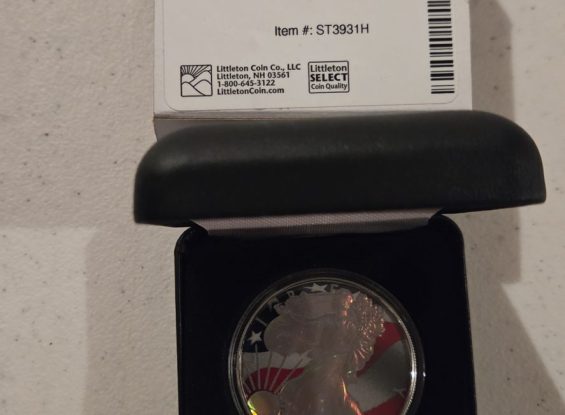 Item #: ST3931H
Littleton Coin Co., LLC
Littleton, NH 03561
1-800-645-3122
LittletonCoin.com
Littleton
SELECT
Coin Quality